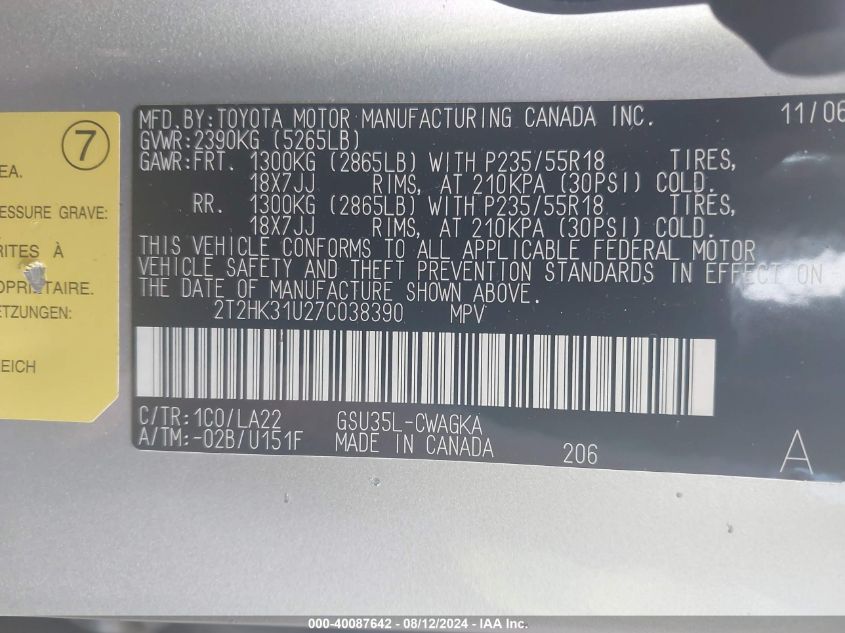 7
EA.
ESSURE GRAVE:
RITES À
OPRIÉTAIRE.
ETZUNGEN:
EICH
MFD.BY:TOYOTA MOTOR MANUFACTURING CANADA INC. 11/06
GVWR:2390KG (5265LB)
GAWR:FRT. 1300KG (2865LB) WITH P235/55R18 TIRES,
18X7JJ RIMS, AT 210KPA (30PSI) COLD.
RR. 1300KG (2865LB) WITH P235/55R18 TIRES,
18X7JJ RIMS, AT 210KPA (30PSI) COLD.
THIS VEHICLE CONFORMS TO ALL APPLICABLE FEDERAL MOTOR
VEHICLE SAFETY AND THEFT PREVENTION STANDARDS IN EFFECT ON
THE DATE OF MANUFACTURE SHOWN ABOVE.
2T2HK31U27C038390 MPV
C/TR:1C0/LA22 GSU35L-CWAGKA
A/TM:-02B/U151F MADE IN CANADA 206 A
000-40087642 - 08/12/2024 - IAA Inc.